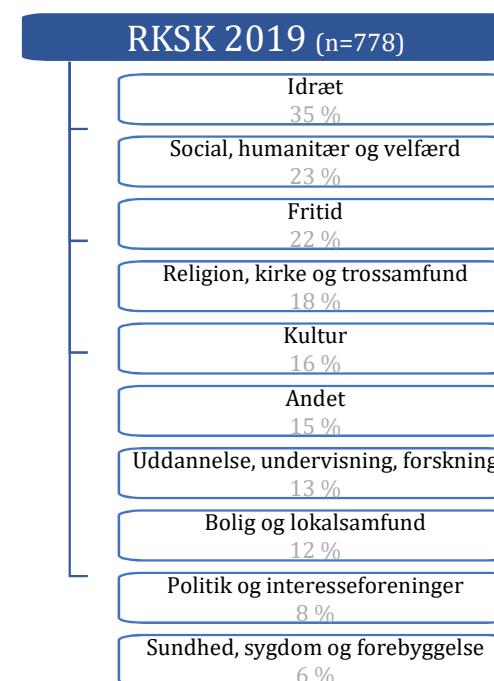 RKSK 2019 (n=778)
Idræt
35 %
Social, humanitær og velfærd
23 %
Fritid
22 %
Religion, kirke og trossamfund
18 %
Kultur
16 %
Andet
15 %
Uddannelse, undervisning, forskning
13 %
Bolig og lokalsamfund
12 %
Politik og interesseforeninger
8 %
Sundhed, sygdom og forebyggelse
6 %